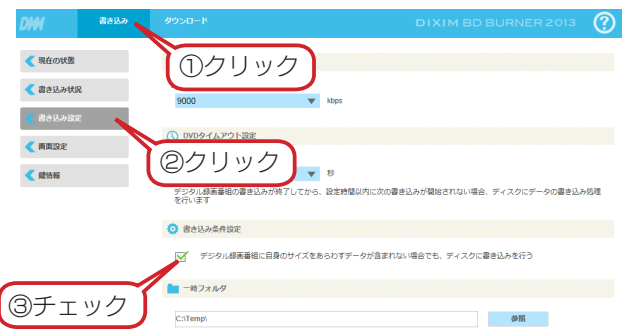 DMM 書き込み ダウンロード DIXIM BD BURNER 2013 ?
現在の状態
①クリック
書き込み状況
9000 kbps
書き込み設定
DVDタイムアウト設定
画面設定
②クリック
鍵情報
秒
デジタル録画番組の書き込みが終了してから、設定時間以内に次の書き込みが開始されない場合、ディスクにデータの書き込み処理
を行います
書き込み条件設定
デジタル録画番組に自身のサイズをあらわすデータが含まれない場合でも、ディスクに書き込みを行う
③チェック
一時フォルダ
C:\Temp\ 参照